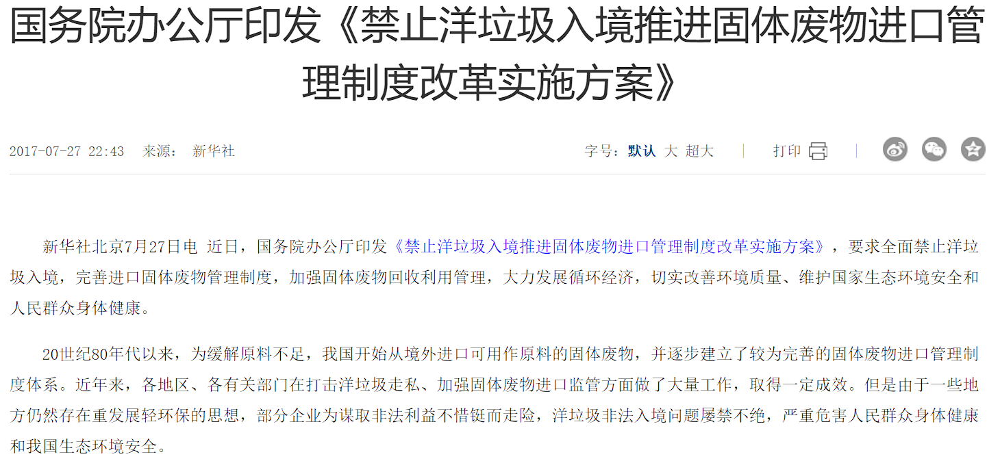 国务院办公厅印发《禁止洋垃圾入境推进固体废物进口管
理制度改革实施方案》
2017-07-27 22:43 来源： 新华社 字号：默认 大 超大 | 打印 |
新华社北京7月27日电 近日，国务院办公厅印发《禁止洋垃圾入境推进固体废物进口管理制度改革实施方案》，要求全面禁止洋垃
圾入境，完善进口固体废物管理制度，加强固体废物回收利用管理，大力发展循环经济，切实改善环境质量、维护国家生态环境安全和
人民群众身体健康。
20世纪80年代以来，为缓解原料不足，我国开始从境外进口可用作原料的固体废物，并逐步建立了较为完善的固体废物进口管理制
度体系。近年来，各地区、各有关部门在打击洋垃圾走私、加强固体废物进口监管方面做了大量工作，取得一定成效。但是由于一些地
方仍然存在重发展轻环保的思想，部分企业为谋取非法利益不惜铤而走险，洋垃圾非法入境问题屡禁不绝，严重危害人民群众身体健康
和我国生态环境安全。